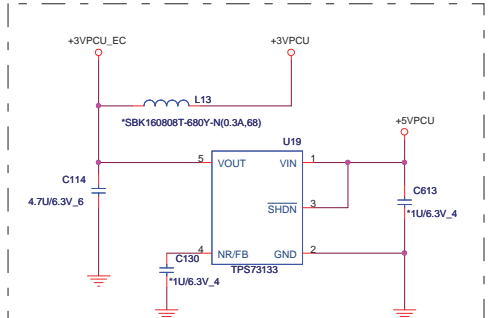 +3VPCU_EC
+3VPCU
L13
*SBK160808T-680Y-N(0.3A,68)
+5VPCU
U19
5 VOUT VIN 1
C114
4.7U/6.3V_6
C613
*1U/6.3V_4
SHDN 3
4 NR/FB GND 2
C130
TPS73133
*1U/6.3V_4